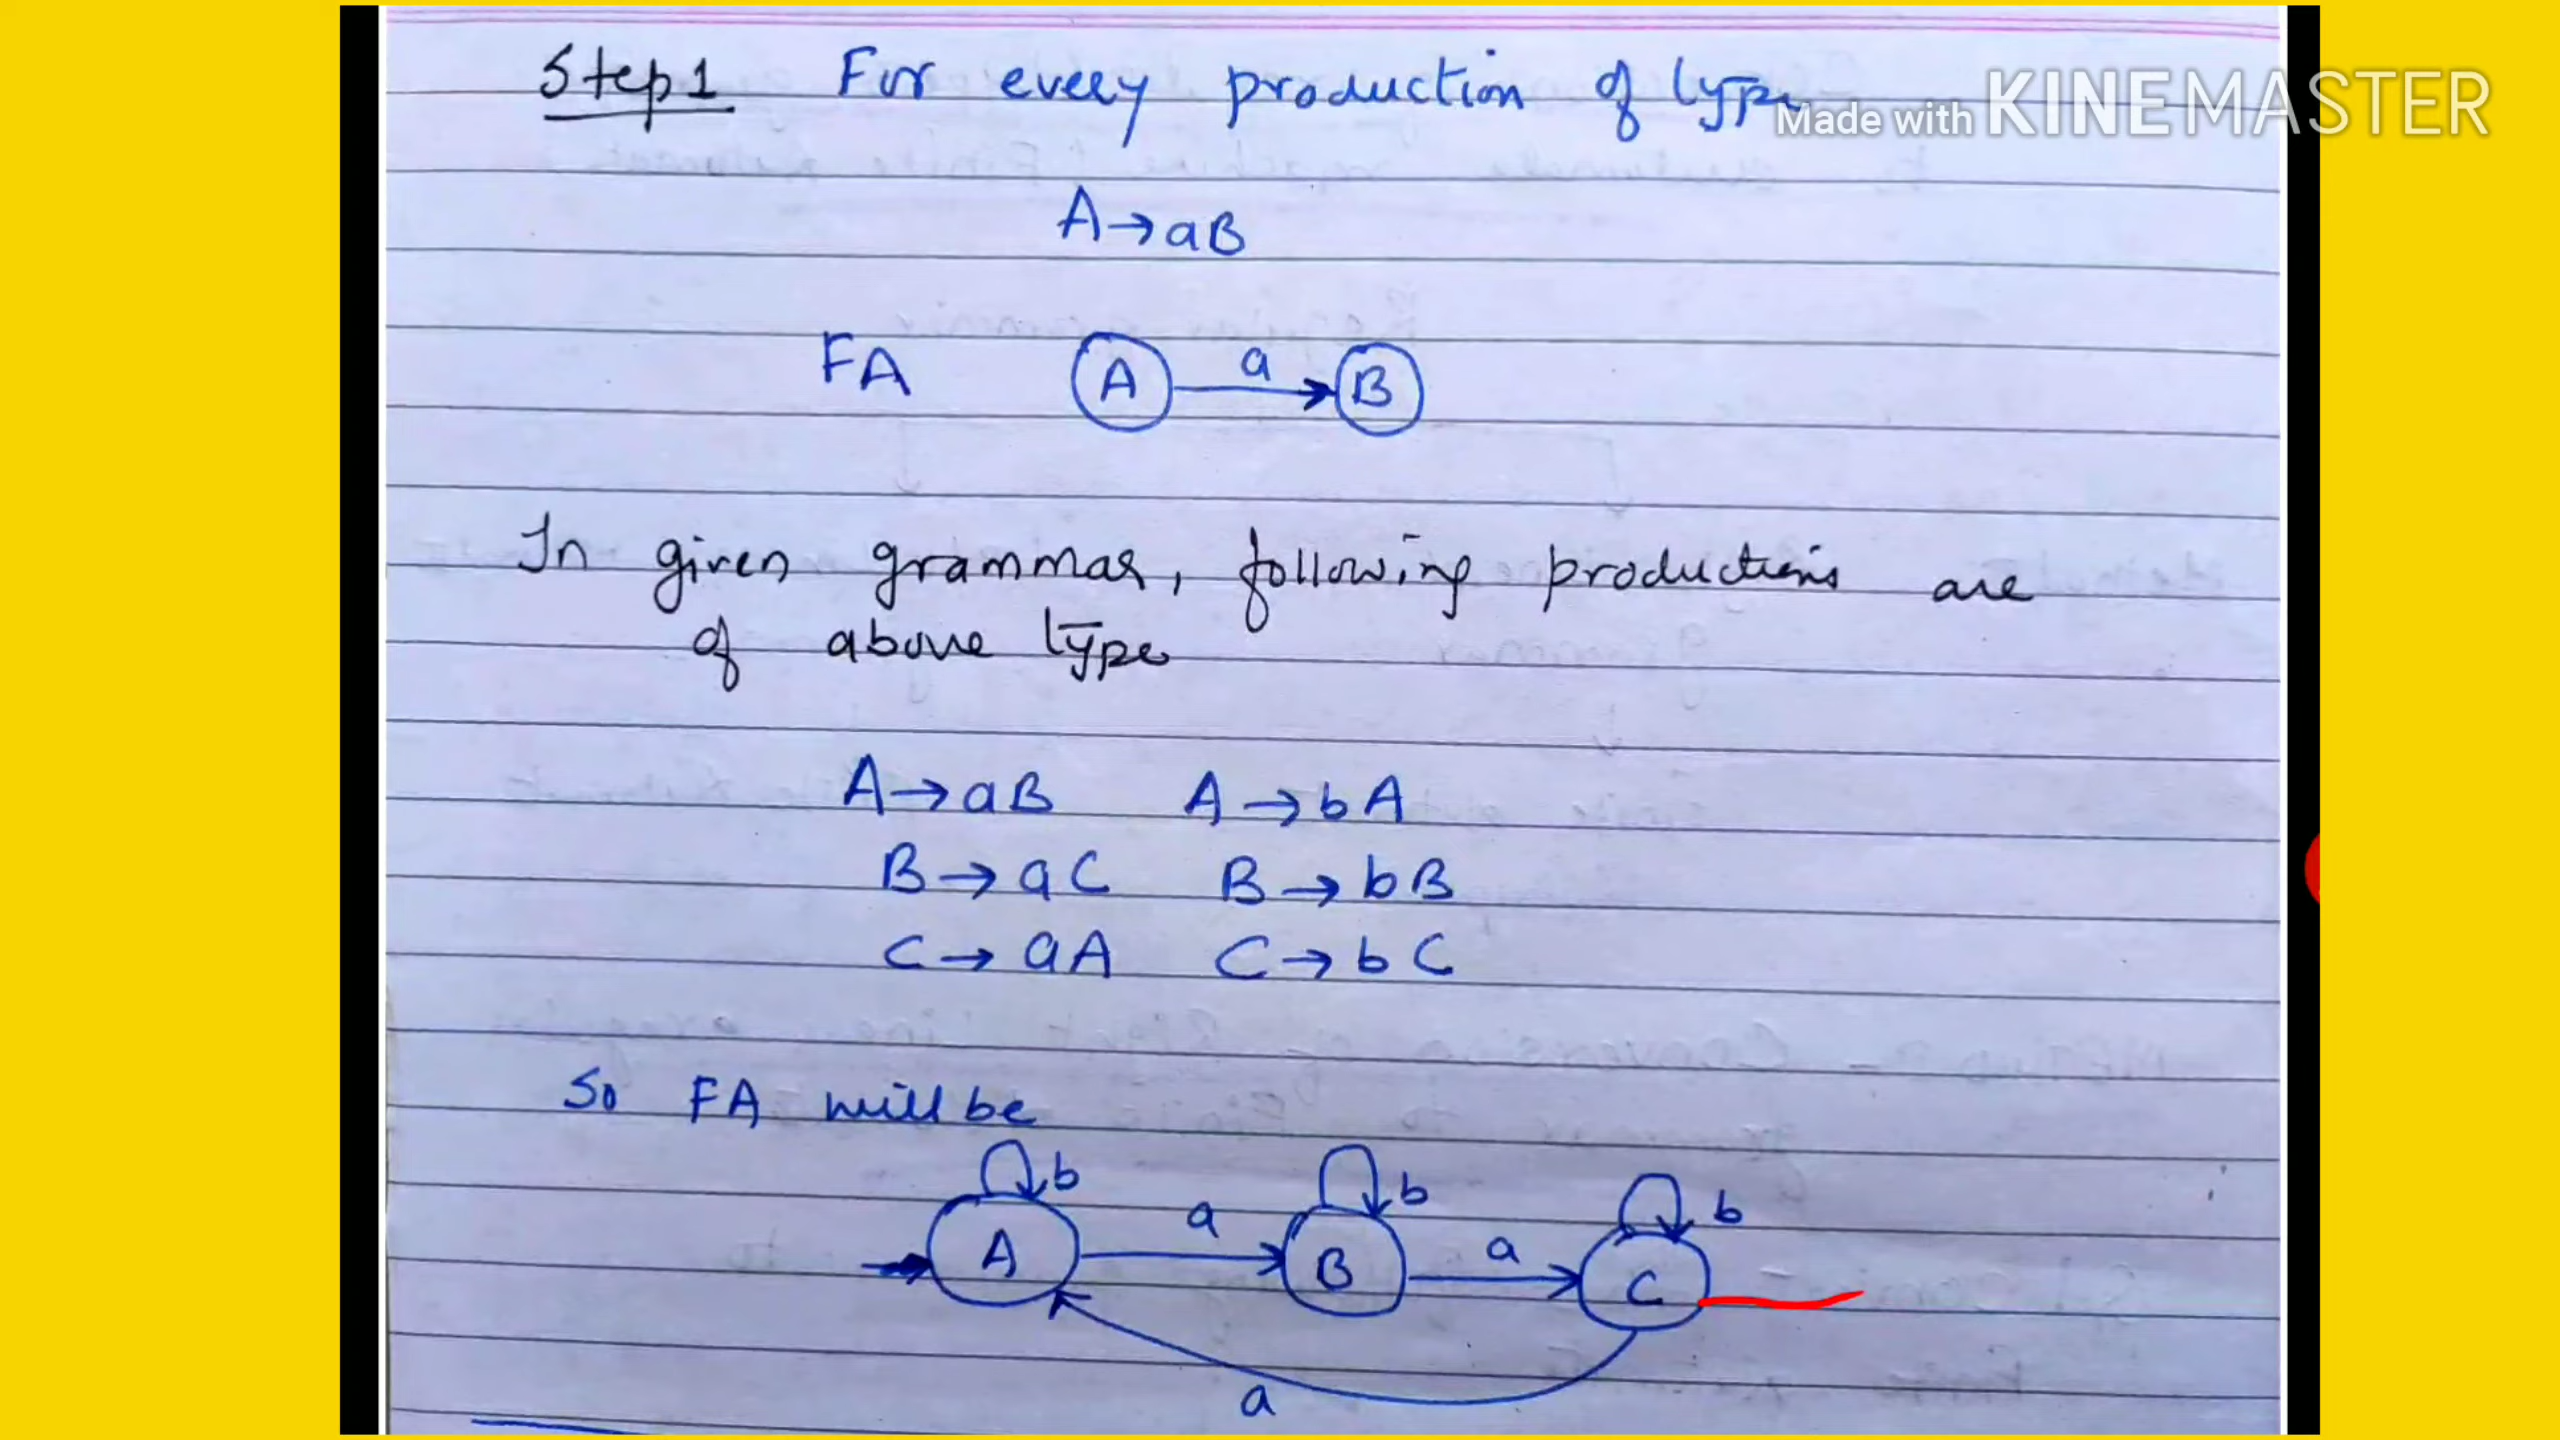 Step 1 For every production of type
Made with KINEMASTER
A→aB
FA A a B
In given grammar, following productions are
of above type
A→aB A→bA
B→aC B→bB
C→aA C→bC
So FA will be
b b b
a a
A B C
a